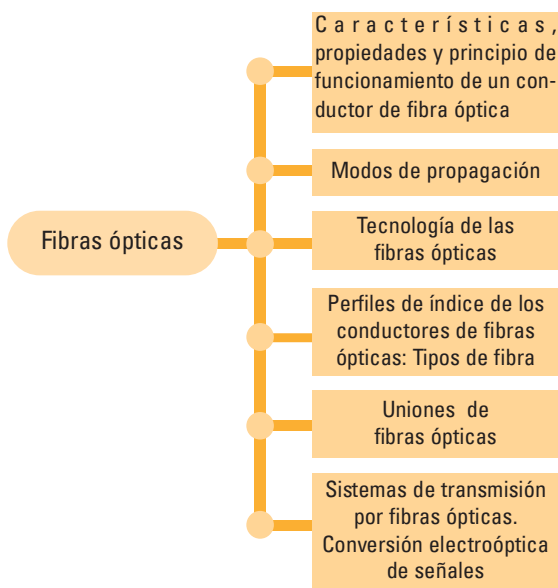 Características,
propiedades y principio de
funcionamiento de un con-
ductor de fibra óptica
Modos de propagación
Fibras ópticas
Tecnología de las
fibras ópticas
Perfiles de índice de los
conductores de fibras
ópticas: Tipos de fibra
Uniones de
fibras ópticas
Sistemas de transmisión
por fibras ópticas.
Conversión electroóptica
de señales